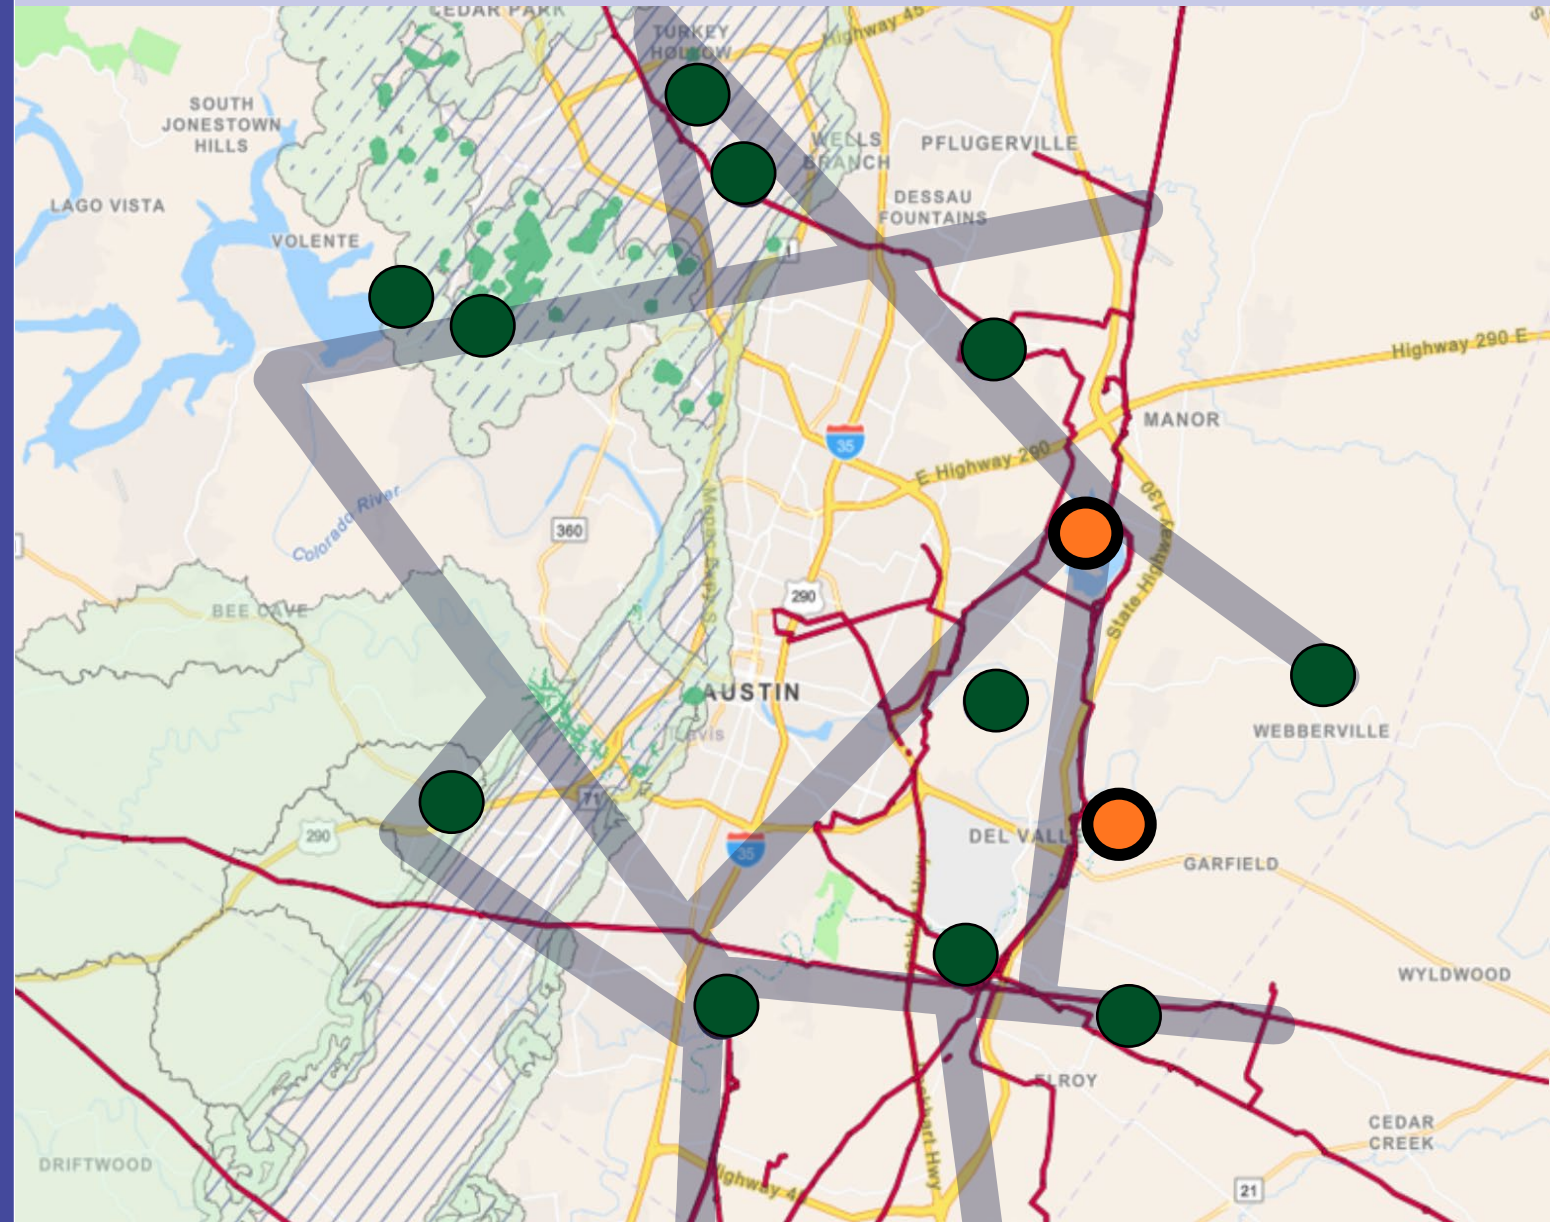 CEDAR PARK
TURKEY
HOLLOW
Highway 45
SOUTH
JONESTOWN
HILLS
WELLS
BRANCH
PFLUGERVILLE
LAGO VISTA
DESSAU
FOUNTAINS
VOLENTE
1
Highway 290 E
MANOR
35
E Highway 290
Colorado River
360
State Highway 130
290
BEE CAVE
AUSTIN
Travis
WEBBERVILLE
71
290
35
DEL VALLE
GARFIELD
WYLDWOOD
ELROY
CEDAR
CREEK
DRIFTWOOD
21